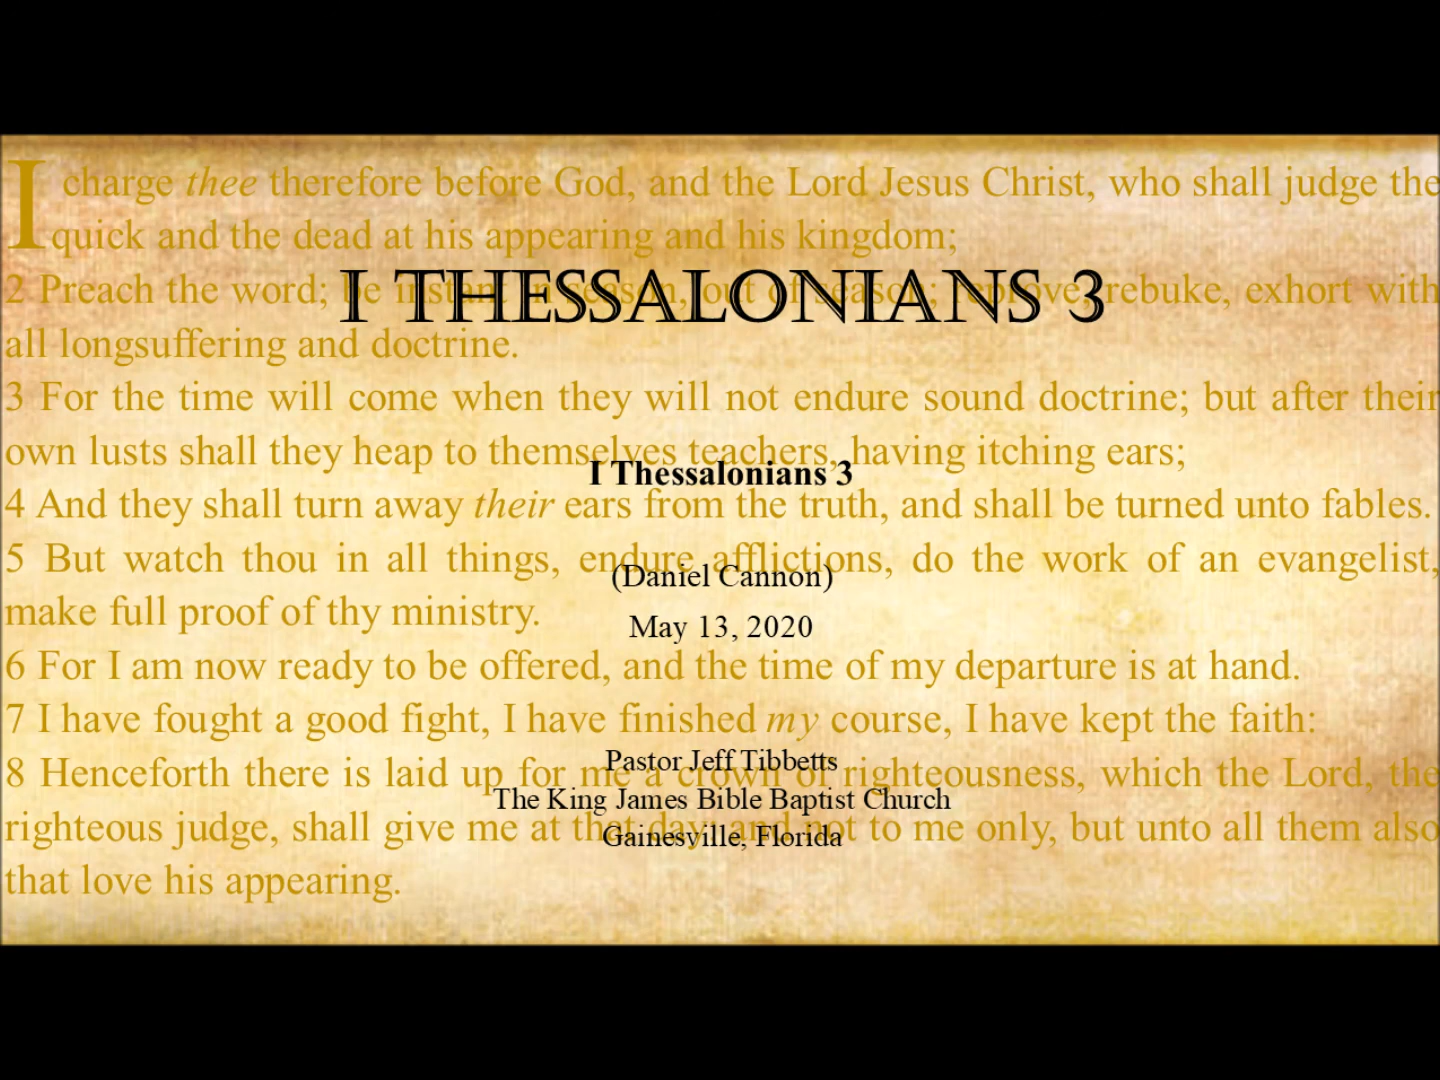 I charge thee therefore before God, and the Lord Jesus Christ, who shall judge the
quick and the dead at his appearing and his kingdom;
2 Preach the word; be instant in season, out of season; reprove, rebuke, exhort with
all longsuffering and doctrine.
3 For the time will come when they will not endure sound doctrine; but after their
own lusts shall they heap to themselves teachers, having itching ears;
4 And they shall turn away their ears from the truth, and shall be turned unto fables.
5 But watch thou in all things, endure afflictions, do the work of an evangelist,
make full proof of thy ministry.
6 For I am now ready to be offered, and the time of my departure is at hand.
7 I have fought a good fight, I have finished my course, I have kept the faith:
8 Henceforth there is laid up for me a crown of righteousness, which the Lord, the
righteous judge, shall give me at that day: and not to me only, but unto all them also
that love his appearing.
I THESSALONIANS 3
I Thessalonians 3
(Daniel Cannon)
May 13, 2020
Pastor Jeff Tibbetts
The King James Bible Baptist Church
Gainesville, Florida